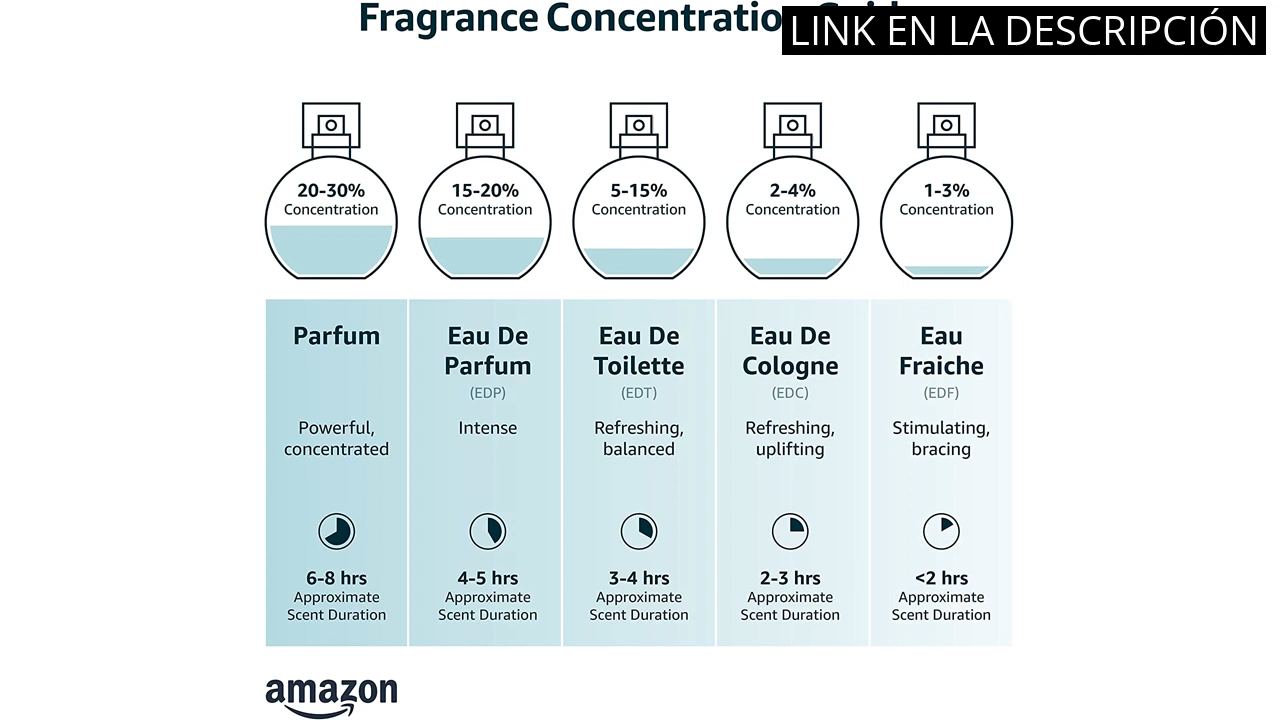 Fragrance Concentration
LINK EN LA DESCRIPCIÓN
20-30%
Concentration
15-20%
Concentration
5-15%
Concentration
2-4%
Concentration
1-3%
Concentration
Parfum
Powerful,
concentrated
6-8 hrs
Approximate
Scent Duration
Eau De
Parfum
(EDP)
Intense
4-5 hrs
Approximate
Scent Duration
Eau De
Toilette
(EDT)
Refreshing,
balanced
3-4 hrs
Approximate
Scent Duration
Eau De
Cologne
(EDC)
Refreshing,
uplifting
2-3 hrs
Approximate
Scent Duration
Eau
Fraiche
(EDF)
Stimulating,
bracing
<2 hrs
Approximate
Scent Duration
amazon